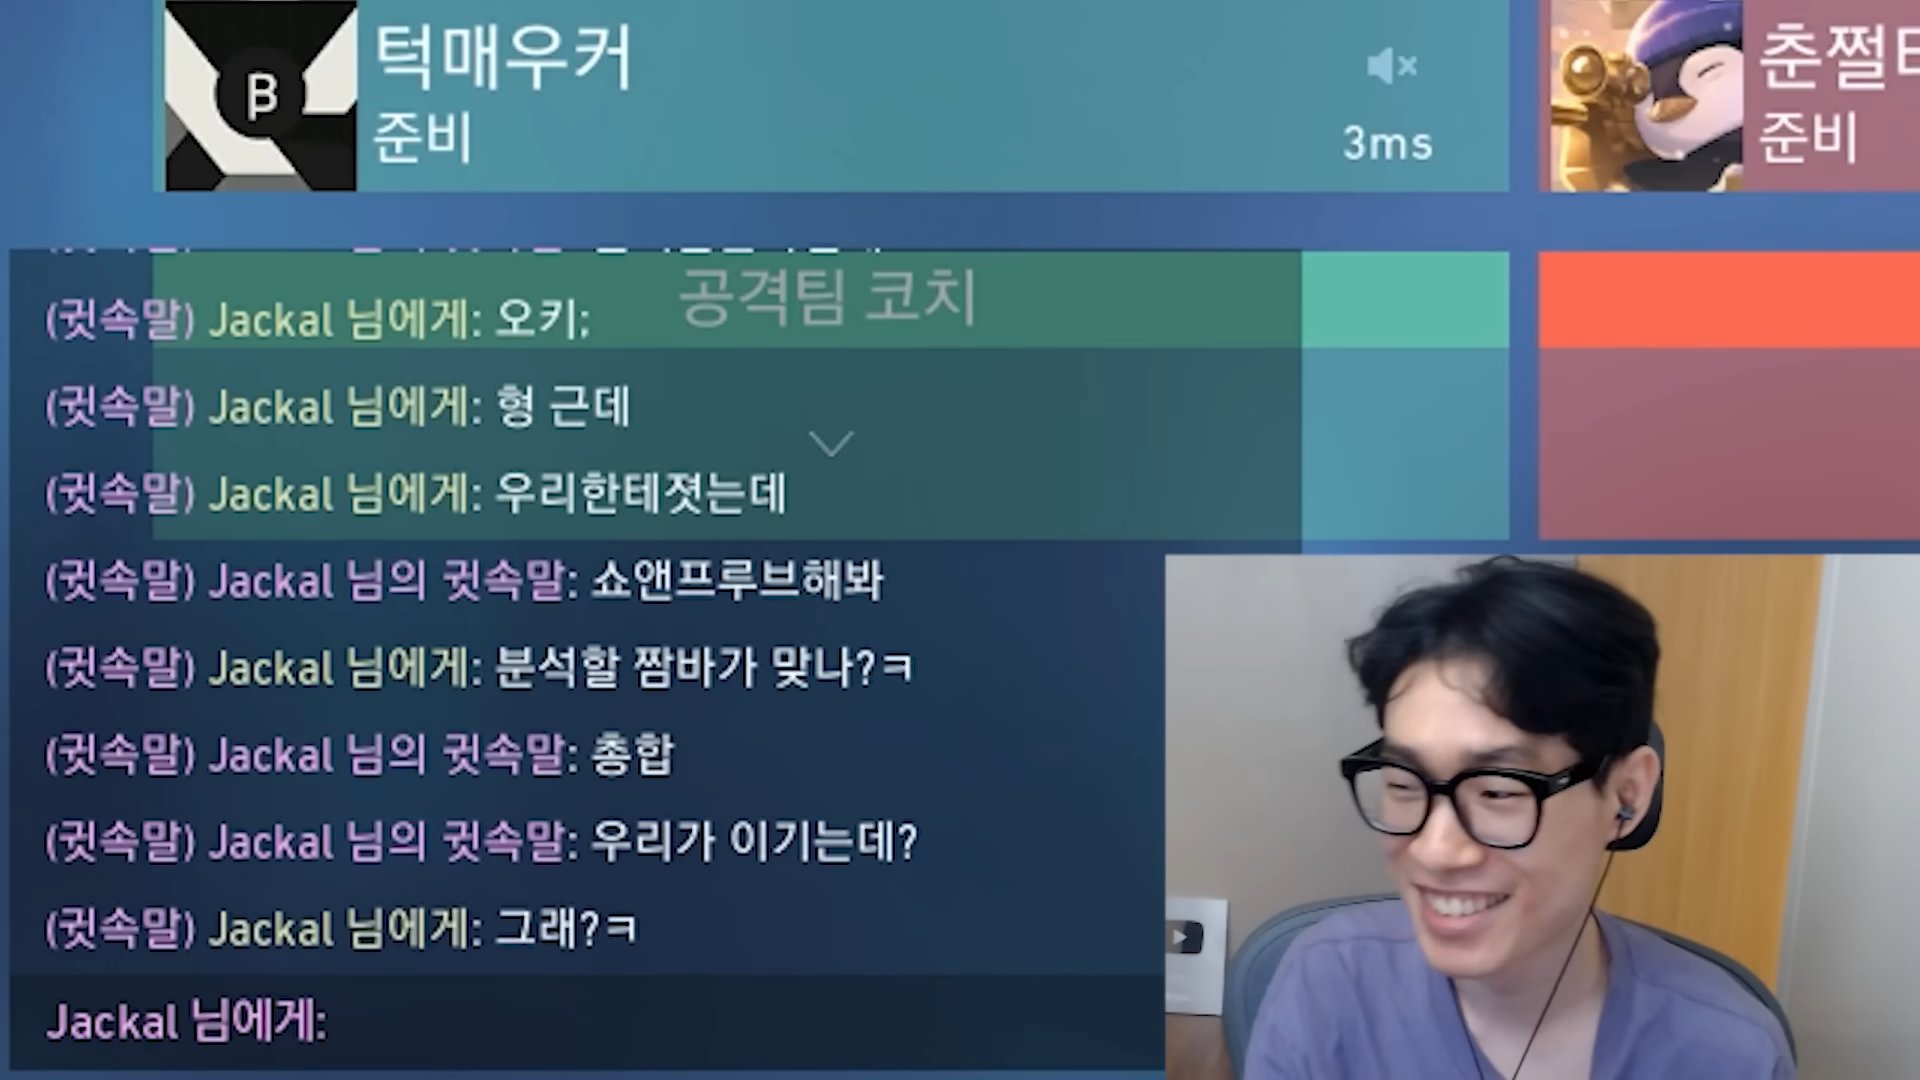 턱매우커
준비
3ms
춘쩔
준비
공격팀 코치
(귓속말) Jackal 님에게: 오키;
(귓속말) Jackal 님에게: 형 근데
(귓속말) Jackal 님에게: 우리한테졋는데
(귓속말) Jackal 님의 귓속말: 쇼앤프루브해봐
(귓속말) Jackal 님에게: 분석할 짬바가 맞나?ㅋ
(귓속말) Jackal 님의 귓속말: 총합
(귓속말) Jackal 님의 귓속말: 우리가 이기는데?
(귓속말) Jackal 님에게: 그래?ㅋ
Jackal 님에게: